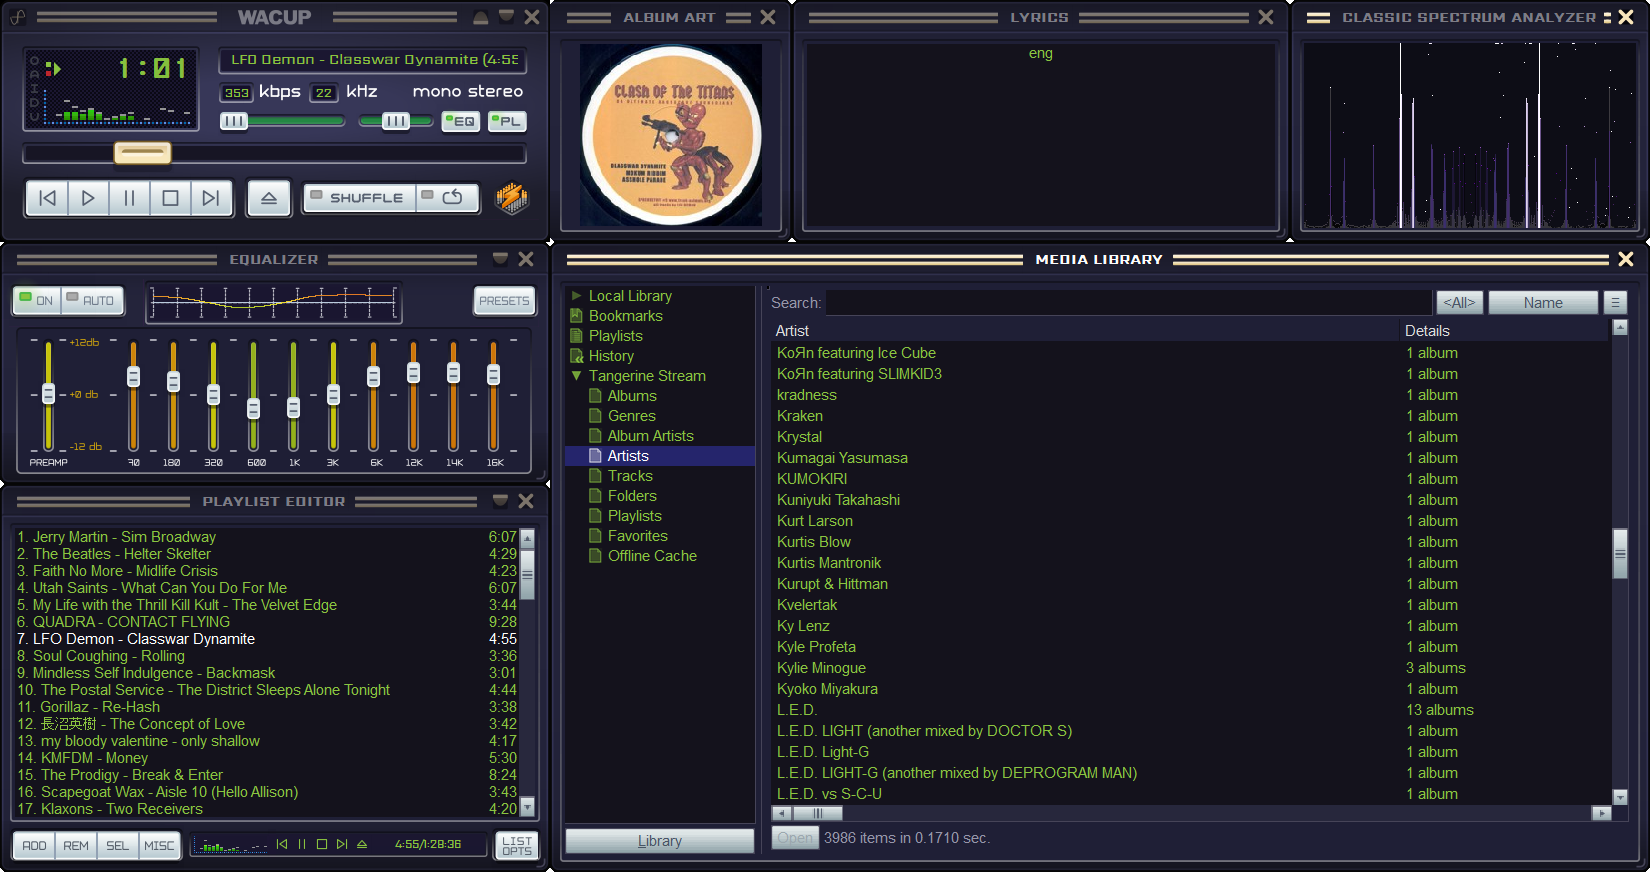 WACUP
O
A
I
D
U
1:01
LFO Demon - Classwar Dynamite (4:55
353 kbps 22 kHz mono stereo
EQ PL
SHUFFLE
ALBUM ART
CLASH OF THE TITANS
CLASSWAR DYNAMITE
MOKUM RIDDIM
ASSHOLE PARADE
LYRICS
eng
CLASSIC SPECTRUM ANALYZER
EQUALIZER
ON AUTO PRESETS
+12db
+0 db
-12 db
PREAMP 70 180 320 600 1K 3K 6K 12K 14K 16K
PLAYLIST EDITOR
1. Jerry Martin - Sim Broadway 6:07
2. The Beatles - Helter Skelter 4:29
3. Faith No More - Midlife Crisis 4:23
4. Utah Saints - What Can You Do For Me 6:07
5. My Life with the Thrill Kill Kult - The Velvet Edge 3:44
6. QUADRA - CONTACT FLYING 9:28
7. LFO Demon - Classwar Dynamite 4:55
8. Soul Coughing - Rolling 3:36
9. Mindless Self Indulgence - Backmask 3:01
10. The Postal Service - The District Sleeps Alone Tonight 4:44
11. Gorillaz - Re-Hash 3:38
12. 長沼英樹 - The Concept of Love 3:42
13. my bloody valentine - only shallow 4:17
14. KMFDM - Money 5:30
15. The Prodigy - Break & Enter 8:24
16. Scapegoat Wax - Aisle 10 (Hello Allison) 3:43
17. Klaxons - Two Receivers 4:20
ADD REM SEL MISC 4:55/1:28:36 LIST OPTS
MEDIA LIBRARY
Local Library
Bookmarks
Playlists
History
Tangerine Stream
Albums
Genres
Album Artists
Artists
Tracks
Folders
Playlists
Favorites
Offline Cache
Library
Search: <All> Name
Artist Details
KoЯn featuring Ice Cube 1 album
KoЯn featuring SLIMKID3 1 album
kradness 1 album
Kraken 1 album
Krystal 1 album
Kumagai Yasumasa 1 album
KUMOKIRI 1 album
Kuniyuki Takahashi 1 album
Kurt Larson 1 album
Kurtis Blow 1 album
Kurtis Mantronik 1 album
Kurupt & Hittman 1 album
Kvelertak 1 album
Ky Lenz 1 album
Kyle Profeta 1 album
Kylie Minogue 3 albums
Kyoko Miyakura 1 album
L.E.D. 13 albums
L.E.D. LIGHT (another mixed by DOCTOR S) 1 album
L.E.D. Light-G 1 album
L.E.D. LIGHT-G (another mixed by DEPROGRAM MAN) 1 album
L.E.D. vs S-C-U 1 album
Open 3986 items in 0.1710 sec.